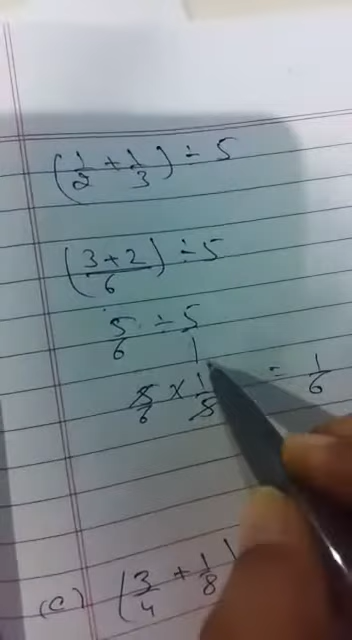 (1/2 + 1/3) ÷ 5
(3+2/6) ÷ 5
5/6 ÷ 5/1
5/6 × 1/5 = 1/6
(c) (3/4 + 1/8)